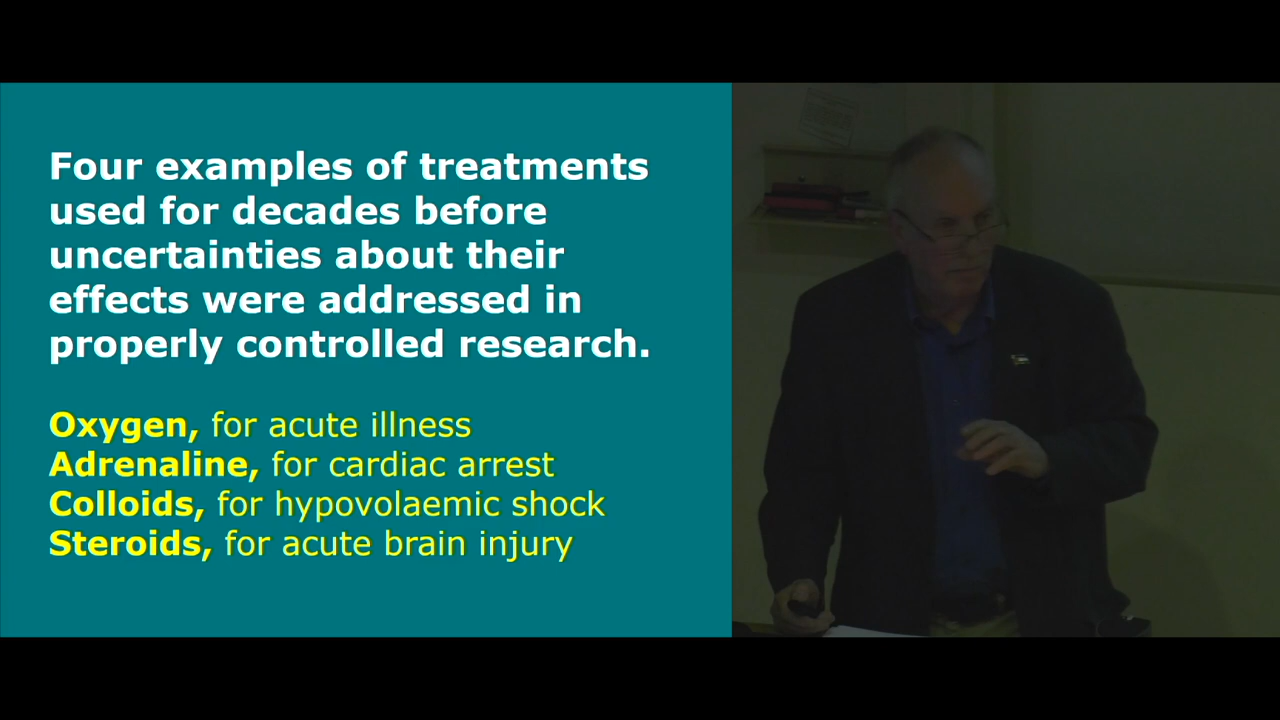 Four examples of treatments
used for decades before
uncertainties about their
effects were addressed in
properly controlled research.
Oxygen, for acute illness
Adrenaline, for cardiac arrest
Colloids, for hypovolaemic shock
Steroids, for acute brain injury